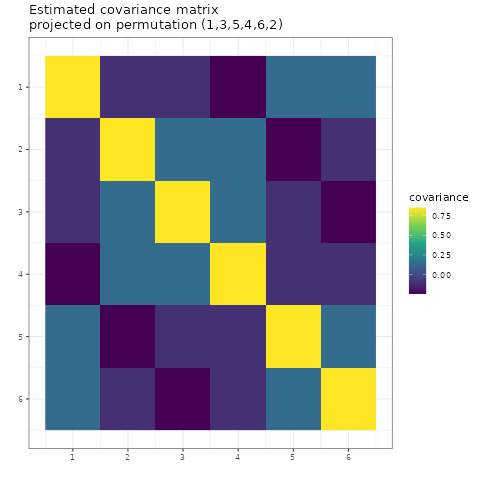 Estimated covariance matrix
projected on permutation (1,3,5,4,6,2)
1
2
3
4
5
6
1 2 3 4 5 6
covariance
0.75
0.50
0.25
0.00